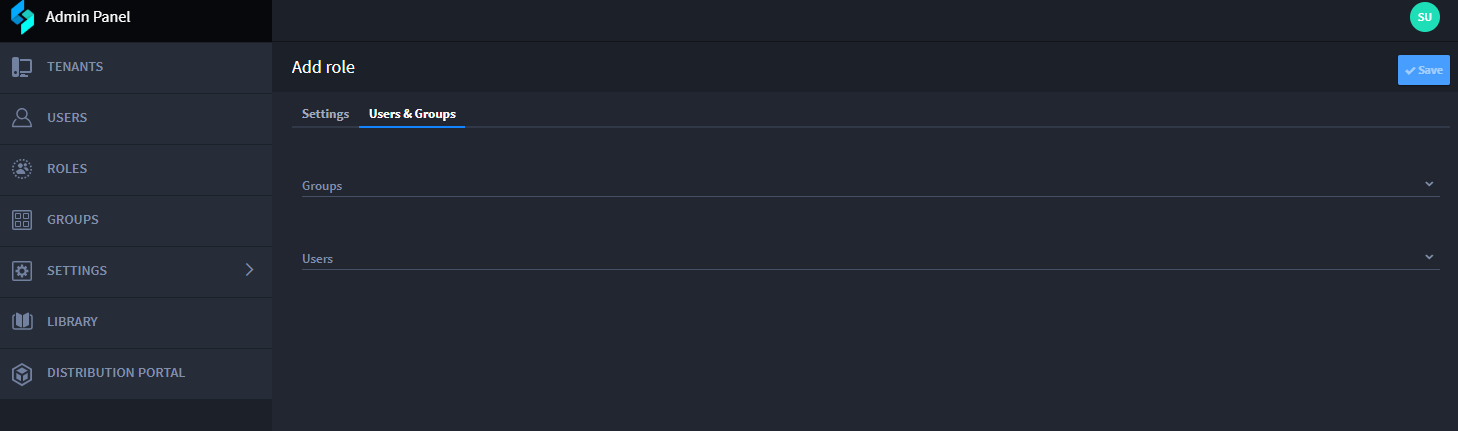 Admin Panel
SU
TENANTS
USERS
ROLES
GROUPS
SETTINGS
LIBRARY
DISTRIBUTION PORTAL
Add role
Save
Settings
Users & Groups
Groups
Users